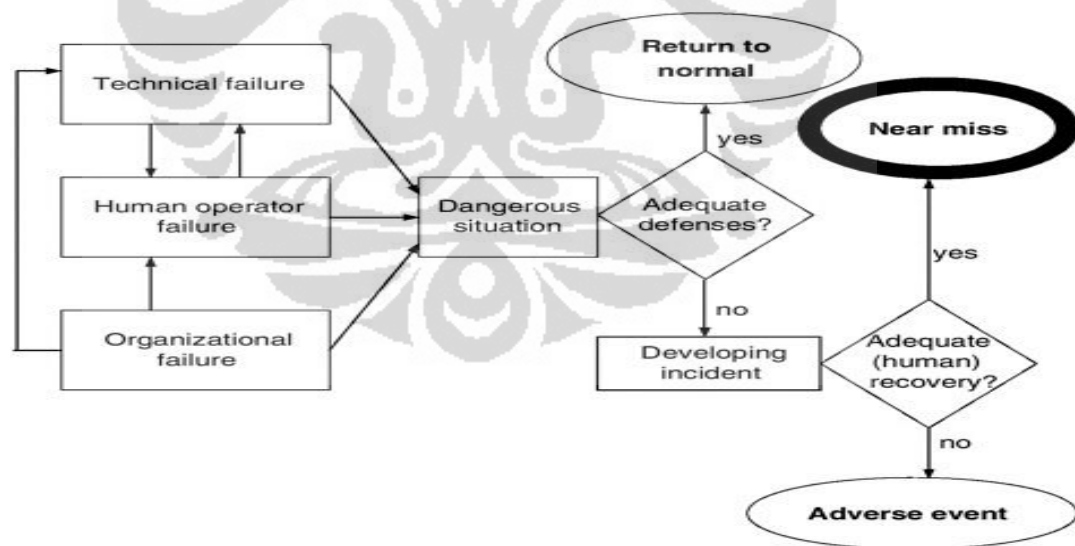 Technical failure
Human operator
failure
Organizational
failure
Dangerous
situation
Return to
normal
yes
Adequate
defenses?
no
Developing
incident
Near miss
yes
Adequate
(human)
recovery?
no
Adverse event